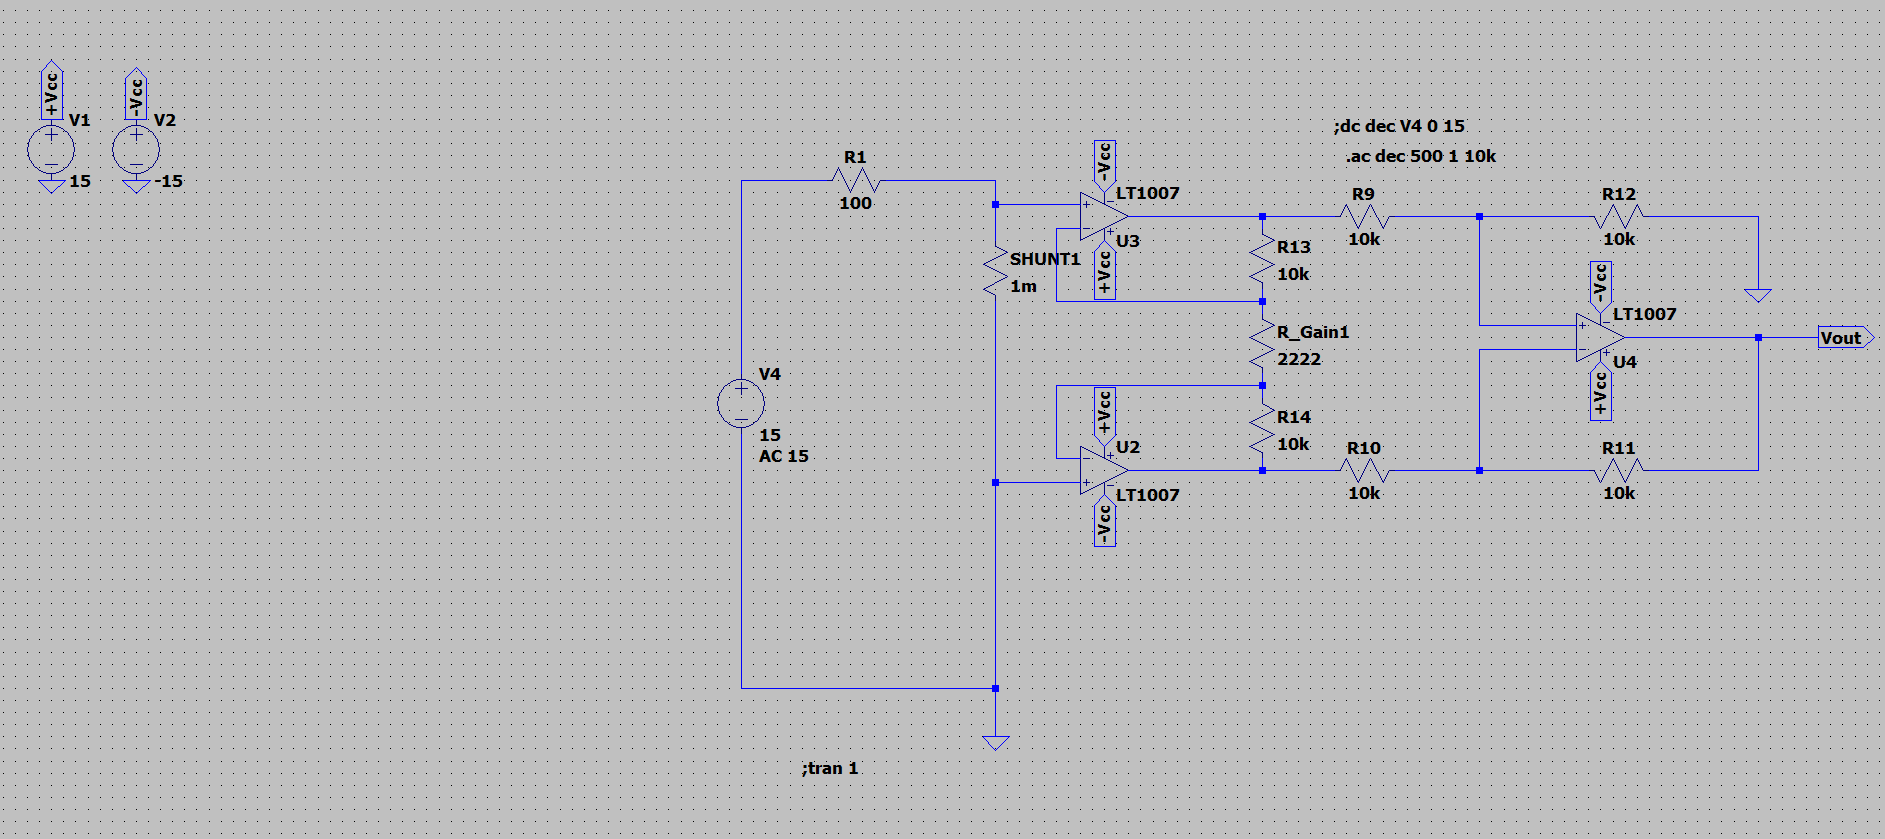 +Vcc
-Vcc
V1
V2
15
-15
;dc dec V4 0 15
.ac dec 500 1 10k
R1
100
-Vcc
LT1007
U3
+Vcc
SHUNT1
1m
R9
10k
R12
10k
R13
10k
-Vcc
LT1007
U4
+Vcc
Vout
R_Gain1
2222
V4
15
AC 15
+Vcc
U2
LT1007
-Vcc
R14
10k
R10
10k
R11
10k
;tran 1